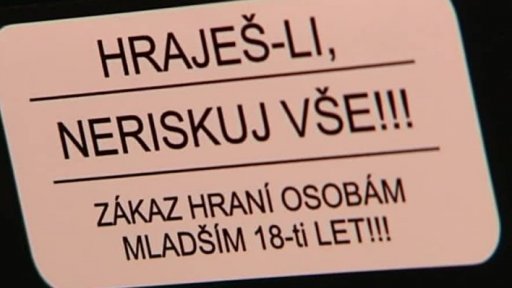 HRAJEŠ-LI,
NERISKUJ VŠE!!!
ZÁKAZ HRANÍ OSOBÁM
MLADŠÍM 18-ti LET!!!